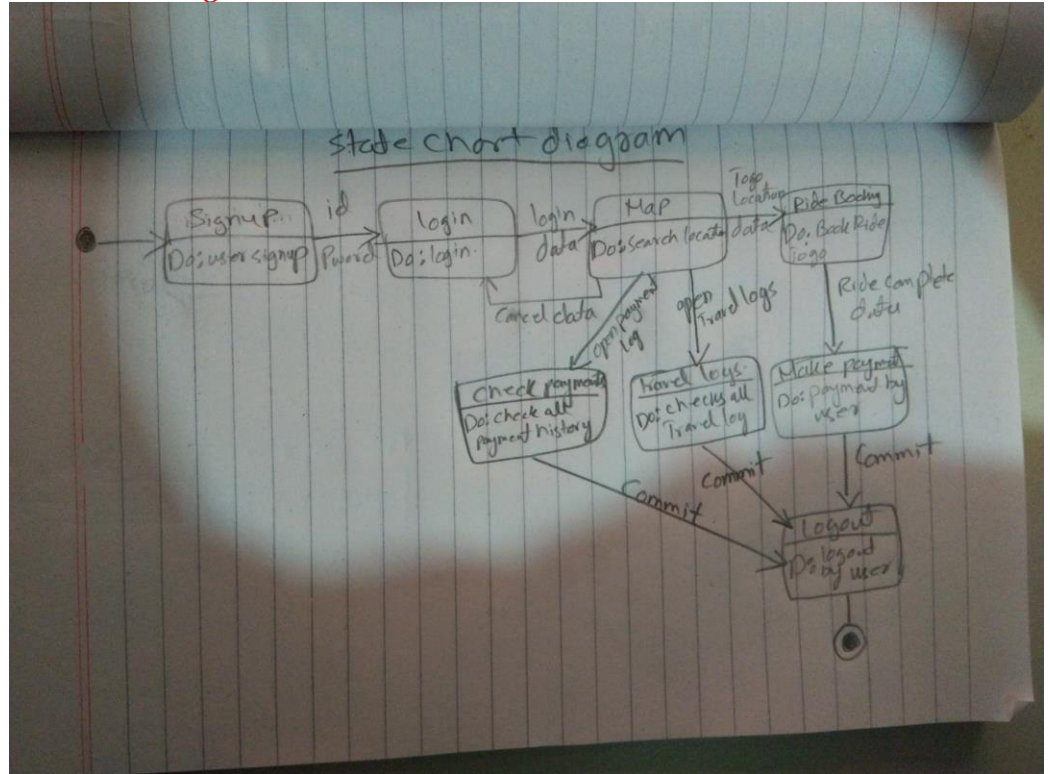 State chart diagram
Signup
Do: user signup
id
Pword
login
Do: login.
login
data
Map
Do: search locatn
Togo
Location
data
Ride Booking
Do: Book Ride
Togo
Cancel data
open payment
log
open
Travel logs
Ride complete
data
Check payments
Do: check all
payment history
travel logs.
Do: checks all
Travel log
Make payment
Do: payment by
user
Commit
Commit
Commit
Logout
Do: logout
by user